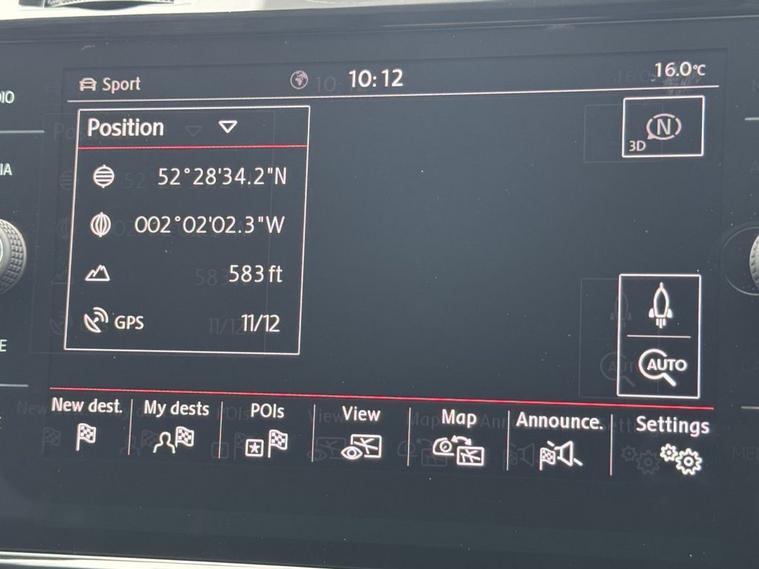 Sport
10:12
16.0°C
Position
N
3D
52°28'34.2"N
002°02'02.3"W
583 ft
GPS 11/12
AUTO
New dest.
My dests
POIs
View
Map
Announce.
Settings